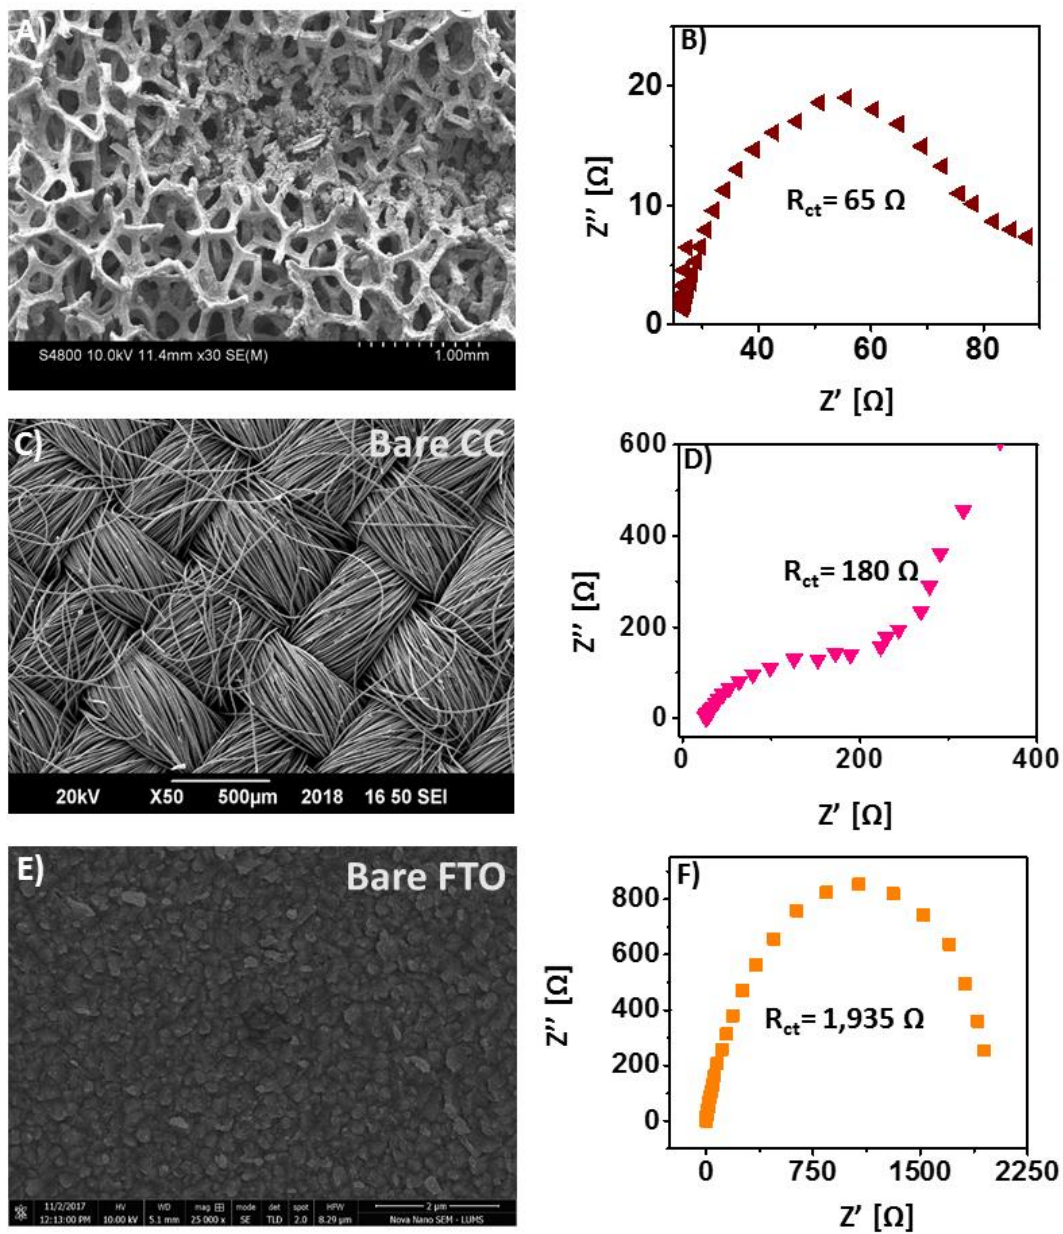 A)
S4800 10.0kV 11.4mm x30 SE(M)
1.00mm
B)
20
10
0
Z'' [Ω]
Rct= 65 Ω
40
60
80
Z' [Ω]
C)
Bare CC
20kV X50 500µm 2018 16 50 SEI
D)
600
400
200
0
Z'' [Ω]
Rct= 180 Ω
0
200
400
Z' [Ω]
E)
Bare FTO
11/2/2017 HV WD mag ⊞ mode det spot HFW 2 µm
12:13:00 PM 10.00 kV 5.1 mm 25 000 x SE TLD 2.0 8.29 µm Nova Nano SEM - LUMS
F)
800
600
400
200
0
Z'' [Ω]
Rct= 1,935 Ω
0
750
1500
2250
Z' [Ω]